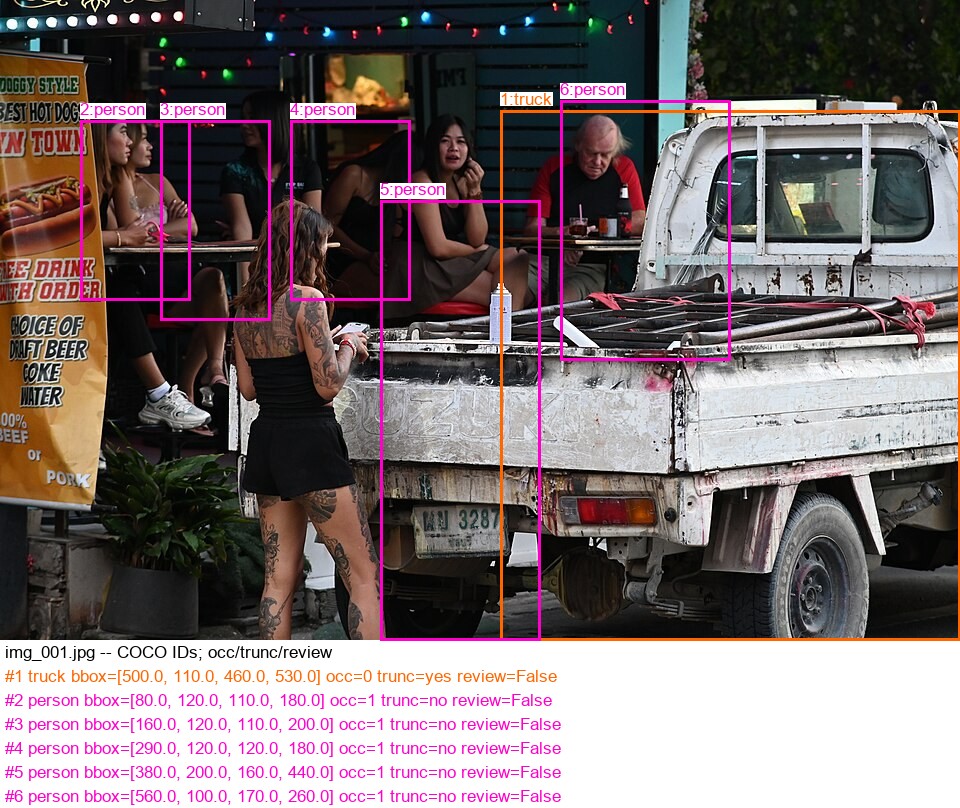 DOGGY STYLE
BEST HOT DOG
IN TOWN
FREE DRINK
WITH ORDER
CHOICE OF
DRAFT BEER
COKE
WATER
100%
BEEF
or
PORK
2:person
3:person
4:person
5:person
1:truck
6:person
SUZUKI
3287
img_001.jpg -- COCO IDs; occ/trunc/review
#1 truck bbox=[500.0, 110.0, 460.0, 530.0] occ=0 trunc=yes review=False
#2 person bbox=[80.0, 120.0, 110.0, 180.0] occ=1 trunc=no review=False
#3 person bbox=[160.0, 120.0, 110.0, 200.0] occ=1 trunc=no review=False
#4 person bbox=[290.0, 120.0, 120.0, 180.0] occ=1 trunc=no review=False
#5 person bbox=[380.0, 200.0, 160.0, 440.0] occ=1 trunc=no review=False
#6 person bbox=[560.0, 100.0, 170.0, 260.0] occ=1 trunc=no review=False